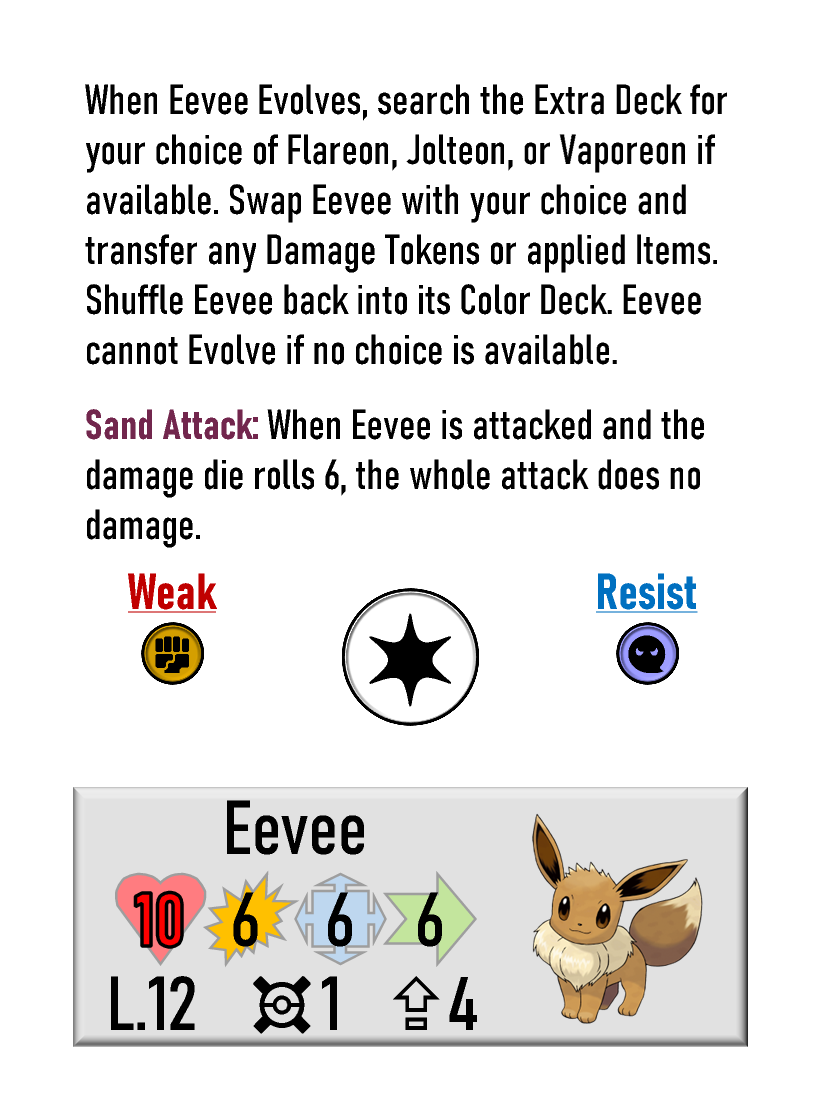 When Eevee Evolves, search the Extra Deck for
your choice of Flareon, Jolteon, or Vaporeon if
available. Swap Eevee with your choice and
transfer any Damage Tokens or applied Items.
Shuffle Eevee back into its Color Deck. Eevee
cannot Evolve if no choice is available.
Sand Attack: When Eevee is attacked and the
damage die rolls 6, the whole attack does no
damage.
Weak Resist
Eevee
10 6 6 6
L.12 1 4